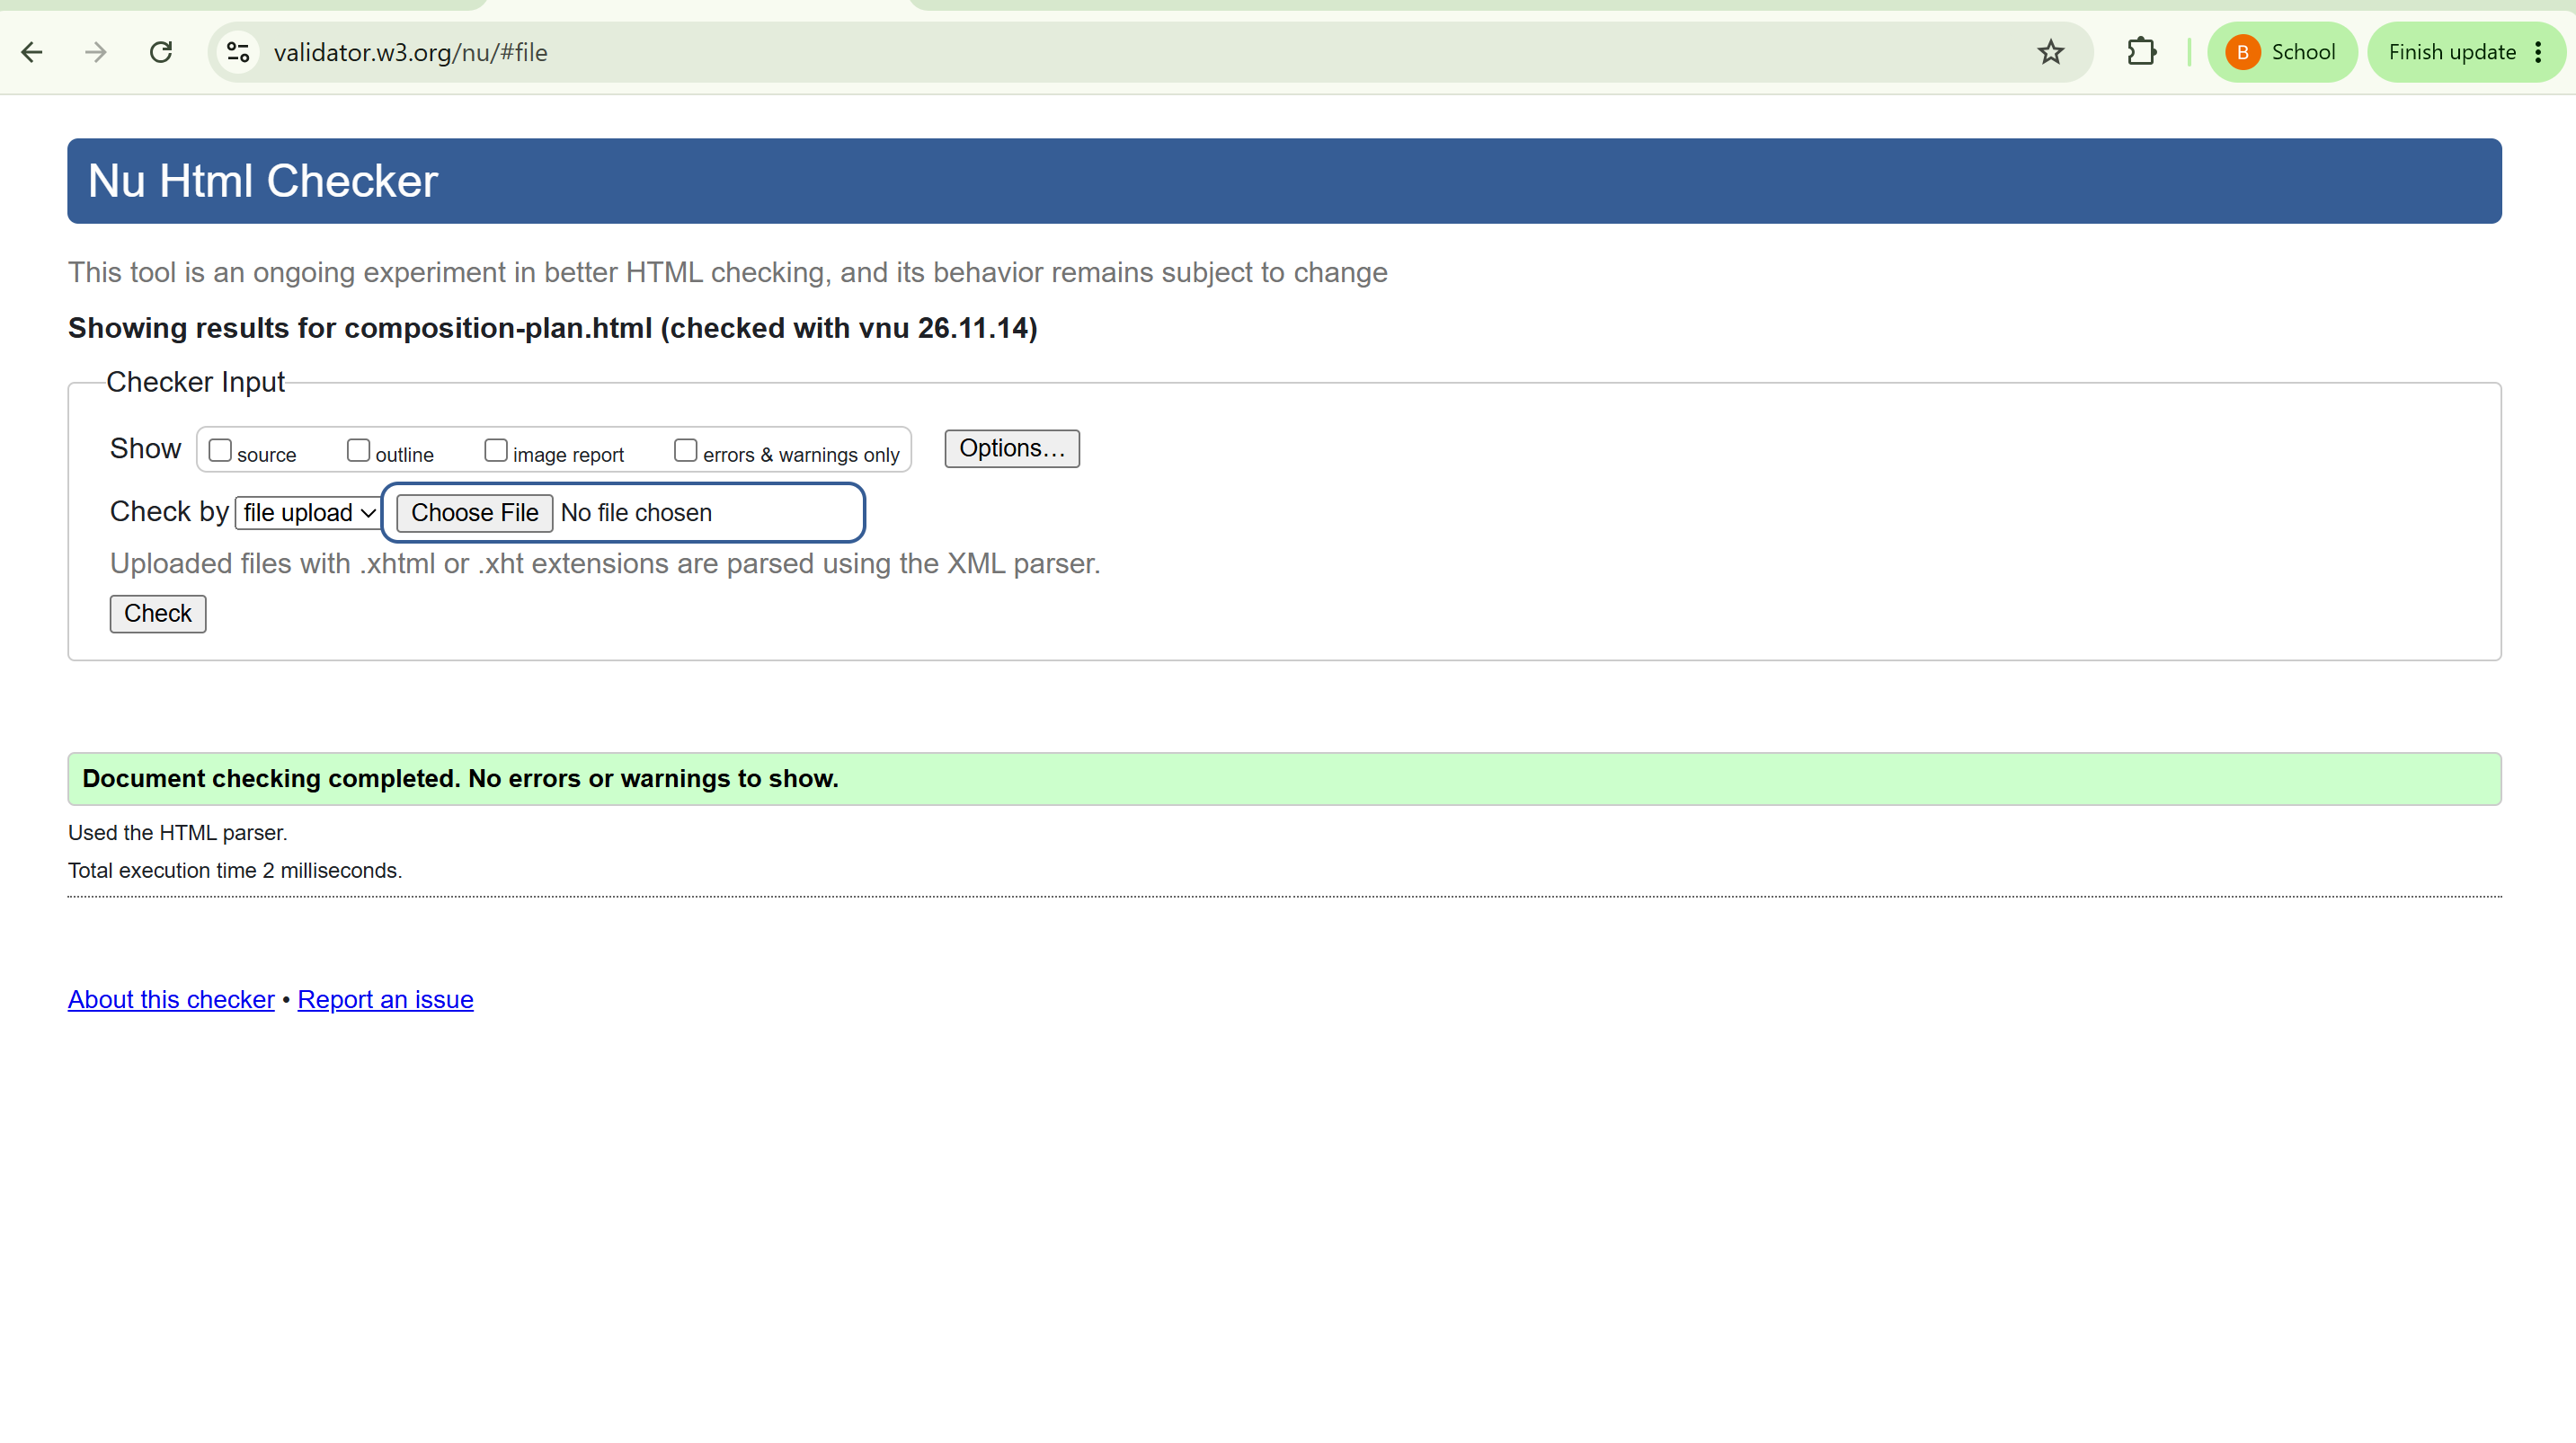 validator.w3.org/nu/#file
B School
Finish update
Nu Html Checker
This tool is an ongoing experiment in better HTML checking, and its behavior remains subject to change
Showing results for composition-plan.html (checked with vnu 26.11.14)
Checker Input
Show source outline image report errors & warnings only Options…
Check by file upload Choose File No file chosen
Uploaded files with .xhtml or .xht extensions are parsed using the XML parser.
Check
Document checking completed. No errors or warnings to show.
Used the HTML parser.
Total execution time 2 milliseconds.
About this checker • Report an issue